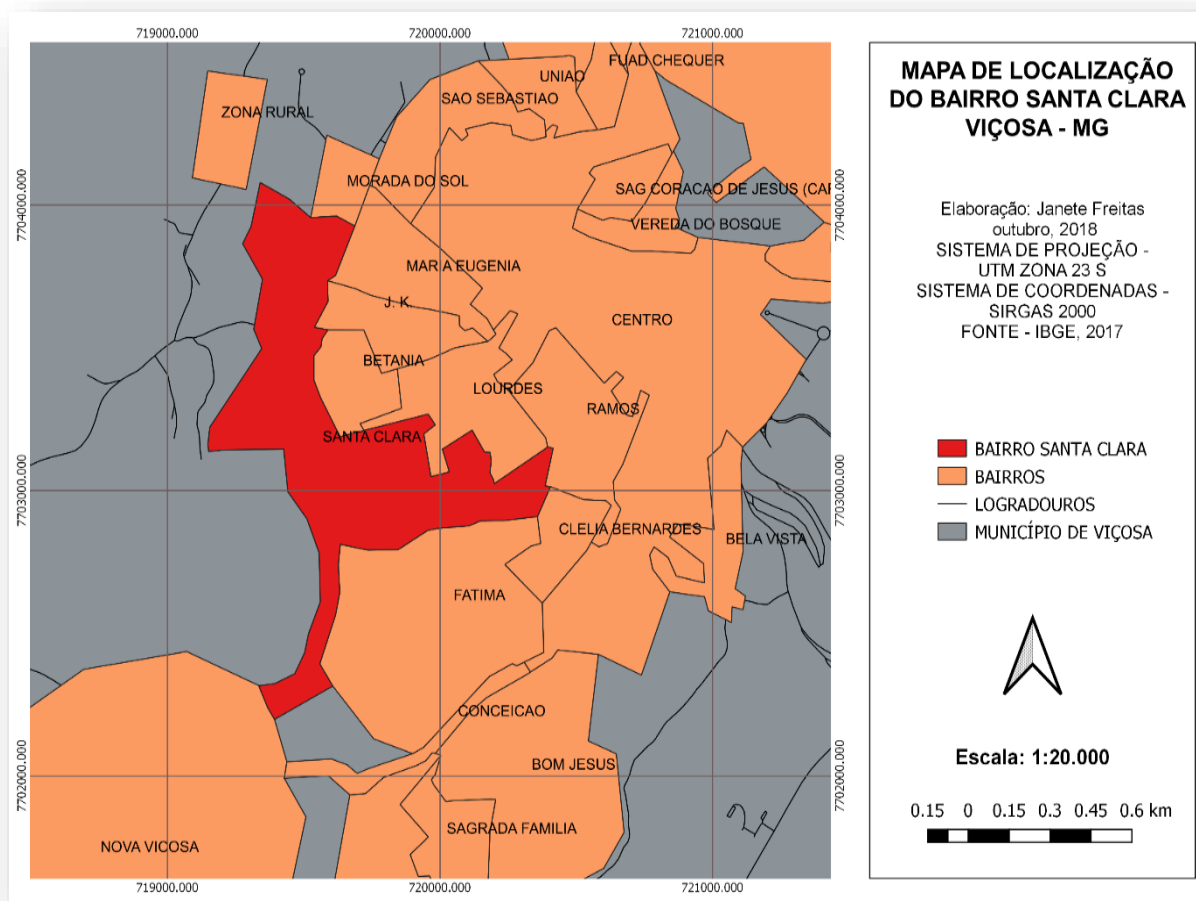 719000.000
720000.000
721000.000
7704000.000
7703000.000
7702000.000
FUAD CHEQUER
UNIAO
SAO SEBASTIAO
ZONA RURAL
MORADA DO SOL
SAG CORACAO DE JESUS (CAP
VEREDA DO BOSQUE
MARIA EUGENIA
J. K.
CENTRO
BETANIA
LOURDES
RAMOS
SANTA CLARA
CLELIA BERNARDES
BELA VISTA
FATIMA
CONCEICAO
BOM JESUS
SAGRADA FAMILIA
NOVA VICOSA
7704000.000
7703000.000
7702000.000
719000.000
720000.000
721000.000
MAPA DE LOCALIZAÇÃO
DO BAIRRO SANTA CLARA
VIÇOSA - MG
Elaboração: Janete Freitas
outubro, 2018
SISTEMA DE PROJEÇÃO -
UTM ZONA 23 S
SISTEMA DE COORDENADAS -
SIRGAS 2000
FONTE - IBGE, 2017
BAIRRO SANTA CLARA
BAIRROS
LOGRADOUROS
MUNICÍPIO DE VIÇOSA
Escala: 1:20.000
0.15 0 0.15 0.3 0.45 0.6 km